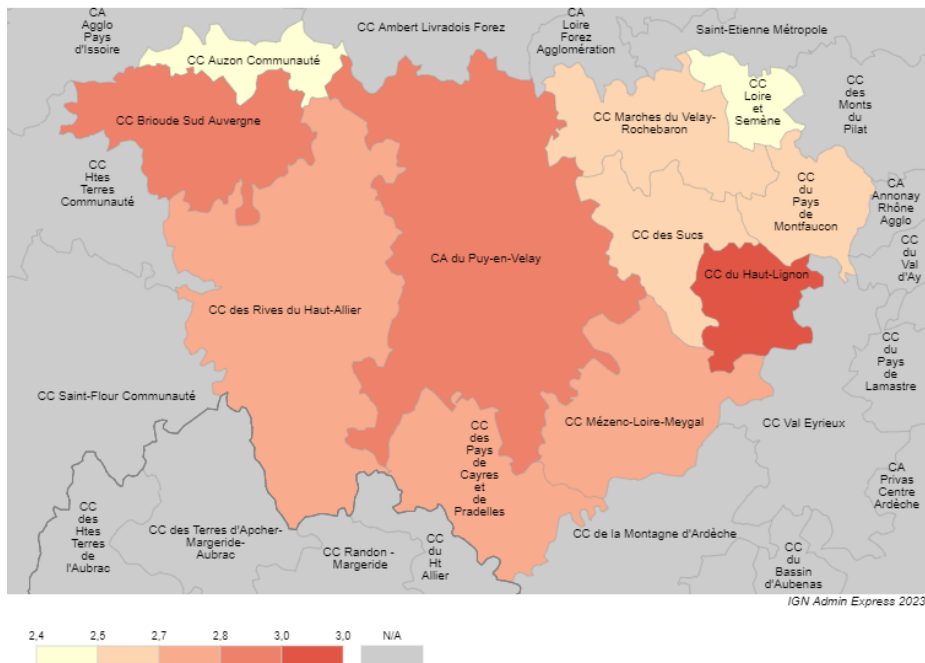 CA
Agglo
Pays
d'Issoire
CC Ambert Livradois Forez
CA
Loire
Forez
Agglomération
Saint-Etienne Métropole
CC Auzon Communauté
CC
Loire
et
Semène
CC
des
Monts
du
Pilat
CC Brioude Sud Auvergne
CC Marches du Velay-
Rochebaron
CC
Htes
Terres
Communauté
CC
du
Pays
de
Montfaucon
CA
Annonay
Rhône
Agglo
CC des Sucs
CC
du
Val
d'Ay
CA du Puy-en-Velay
CC du Haut-Lignon
CC des Rives du Haut-Allier
CC
du
Pays
de
Lamastre
CC Saint-Flour Communauté
CC Mézenc-Loire-Meygal
CC Val Eyrieux
CC
des
Pays
de
Cayres
et
de
Pradelles
CA
Privas
Centre
Ardèche
CC
des
Htes
Terres
de
l'Aubrac
CC des Terres d'Apcher-
Margeride-
Aubrac
CC Randon -
Margeride
CC
du
Ht
Allier
CC de la Montagne d'Ardèche
CC
du
Bassin
d'Aubenas
IGN Admin Express 2023
2,4 2,5 2,7 2,8 3,0 3,0 N/A